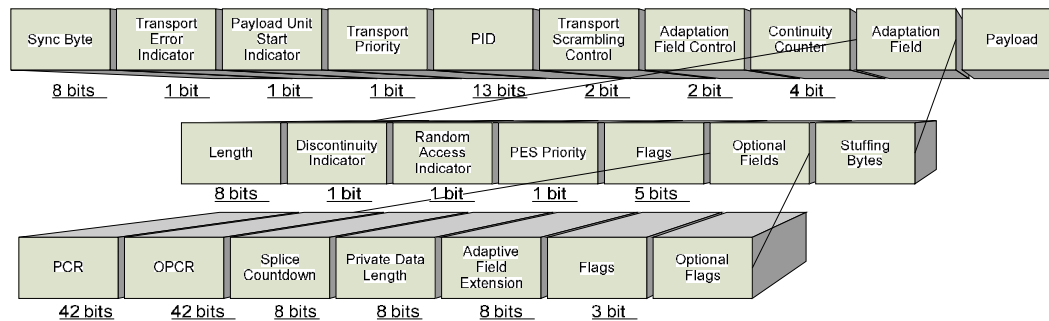 Sync Byte
Transport
Error
Indicator
Payload Unit
Start
Indicator
Transport
Priority
PID
Transport
Scrambling
Control
Adaptation
Field Control
Continuity
Counter
Adaptation
Field
Payload
8 bits
1 bit
1 bit
1 bit
13 bits
2 bit
2 bit
4 bit
Length
Discontinuity
Indicator
Random
Access
Indicator
PES Priority
Flags
Optional
Fields
Stuffing
Bytes
8 bits
1 bit
1 bit
1 bit
5 bits
PCR
OPCR
Splice
Countdown
Private Data
Length
Adaptive
Field
Extension
Flags
Optional
Flags
42 bits
42 bits
8 bits
8 bits
8 bits
3 bit